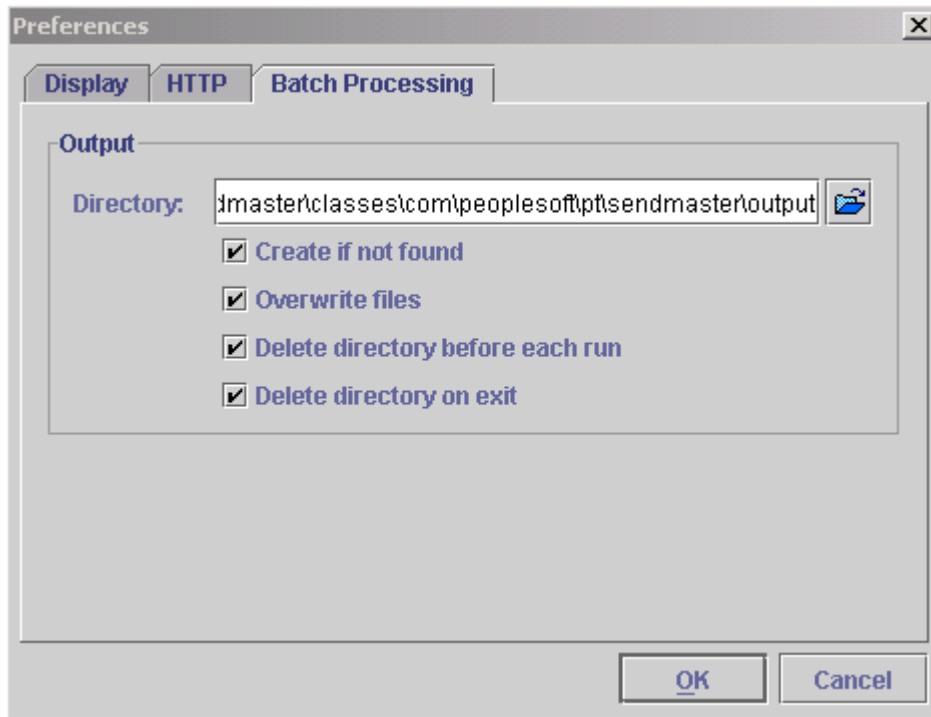 Preferences
Display HTTP Batch Processing
Output
Directory: dmaster\classes\com\peoplesoft\pt\sendmaster\output
Create if not found
Overwrite files
Delete directory before each run
Delete directory on exit
OK Cancel